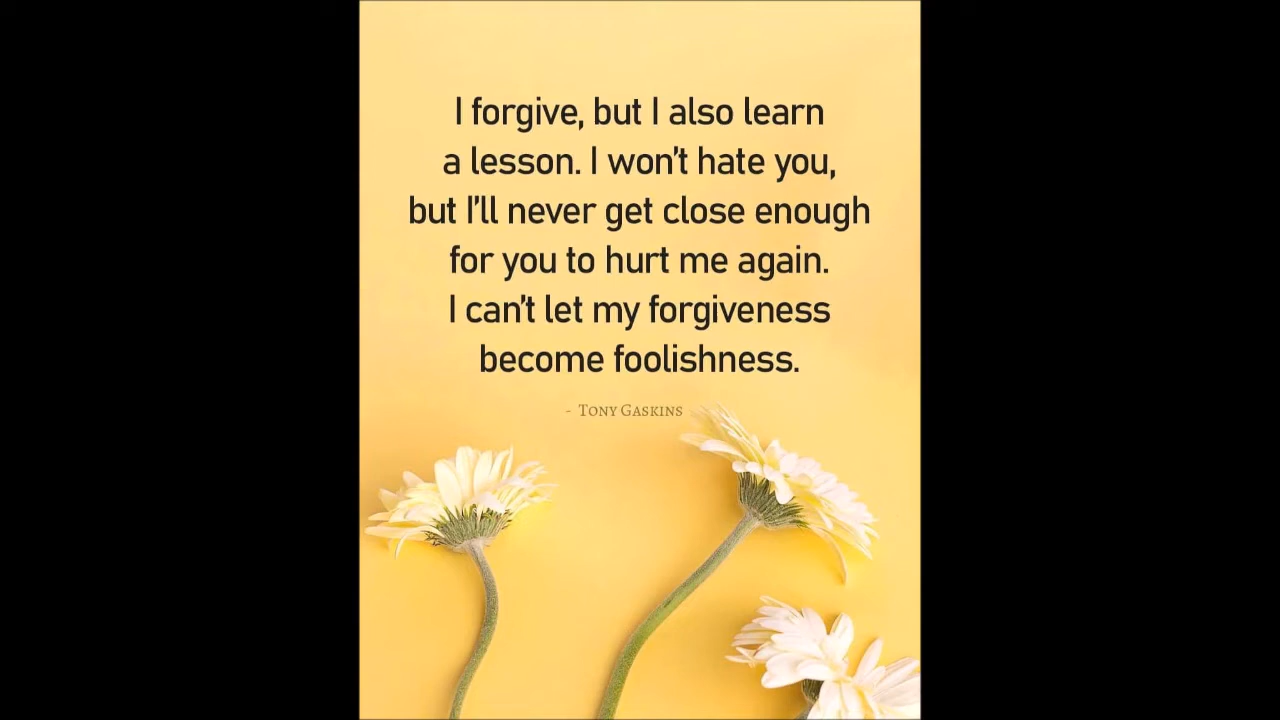 I forgive, but I also learn
a lesson. I won't hate you,
but I'll never get close enough
for you to hurt me again.
I can't let my forgiveness
become foolishness.
- Tony Gaskins